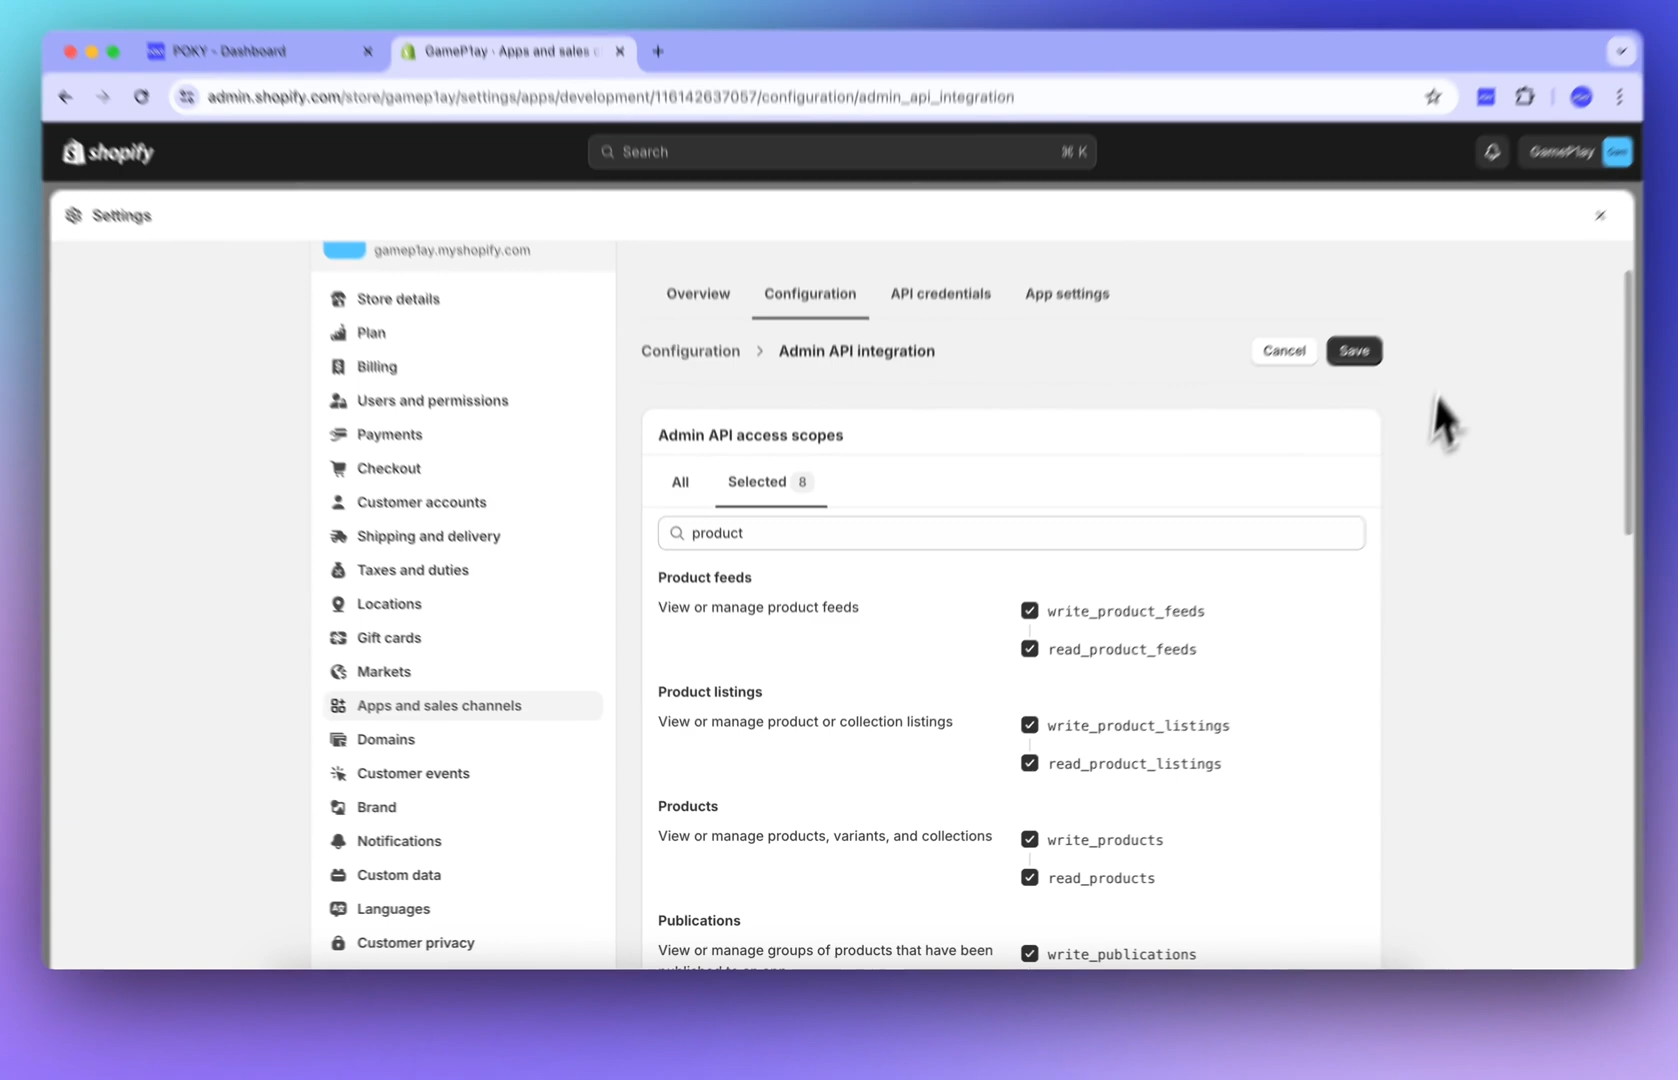 POKY - Dashboard
GameP1ay · Apps and sales c
admin.shopify.com/store/gamep1ay/settings/apps/development/116142637057/configuration/admin_api_integration
shopify
Search
⌘ K
GameP1ay
Settings
gamep1ay.myshopify.com
Store details
Plan
Billing
Users and permissions
Payments
Checkout
Customer accounts
Shipping and delivery
Taxes and duties
Locations
Gift cards
Markets
Apps and sales channels
Domains
Customer events
Brand
Notifications
Custom data
Languages
Customer privacy
Overview
Configuration
API credentials
App settings
Configuration > Admin API integration
Cancel
Save
Admin API access scopes
All
Selected 8
product
Product feeds
View or manage product feeds
write_product_feeds
read_product_feeds
Product listings
View or manage product or collection listings
write_product_listings
read_product_listings
Products
View or manage products, variants, and collections
write_products
read_products
Publications
View or manage groups of products that have been
write_publications